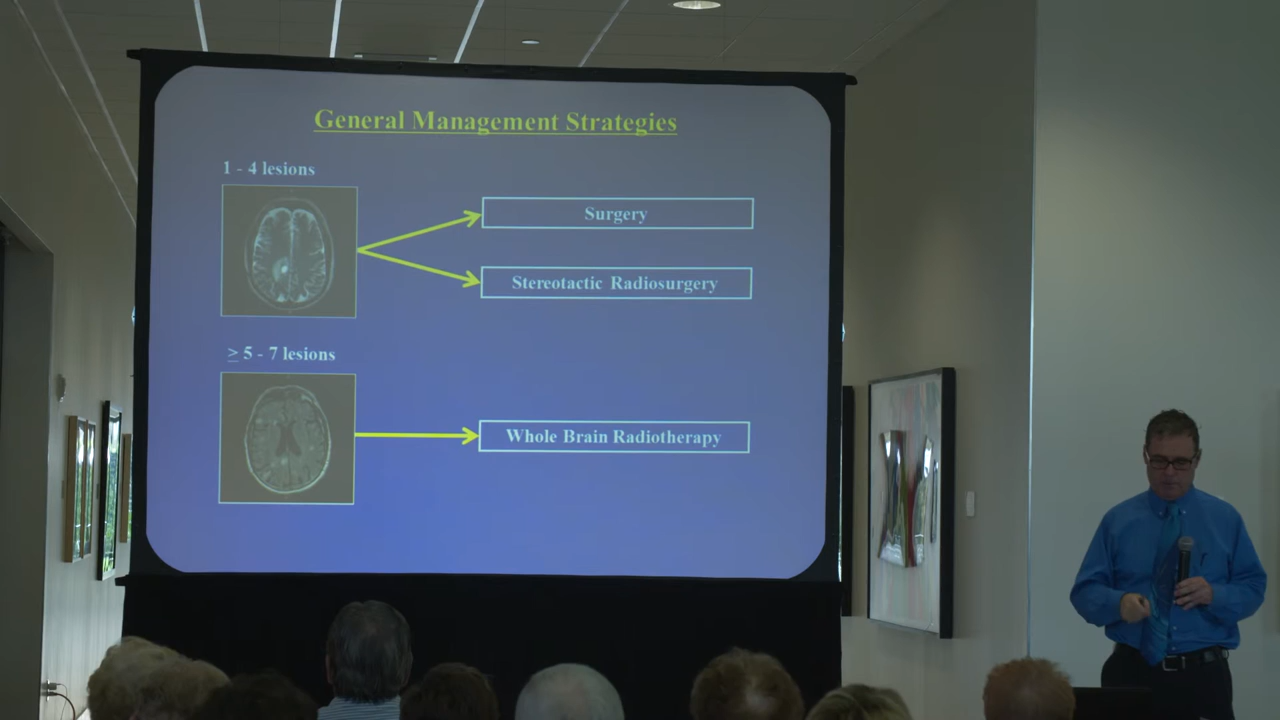 General Management Strategies
1 - 4 lesions
Surgery
Stereotactic Radiosurgery
≥ 5 - 7 lesions
Whole Brain Radiotherapy